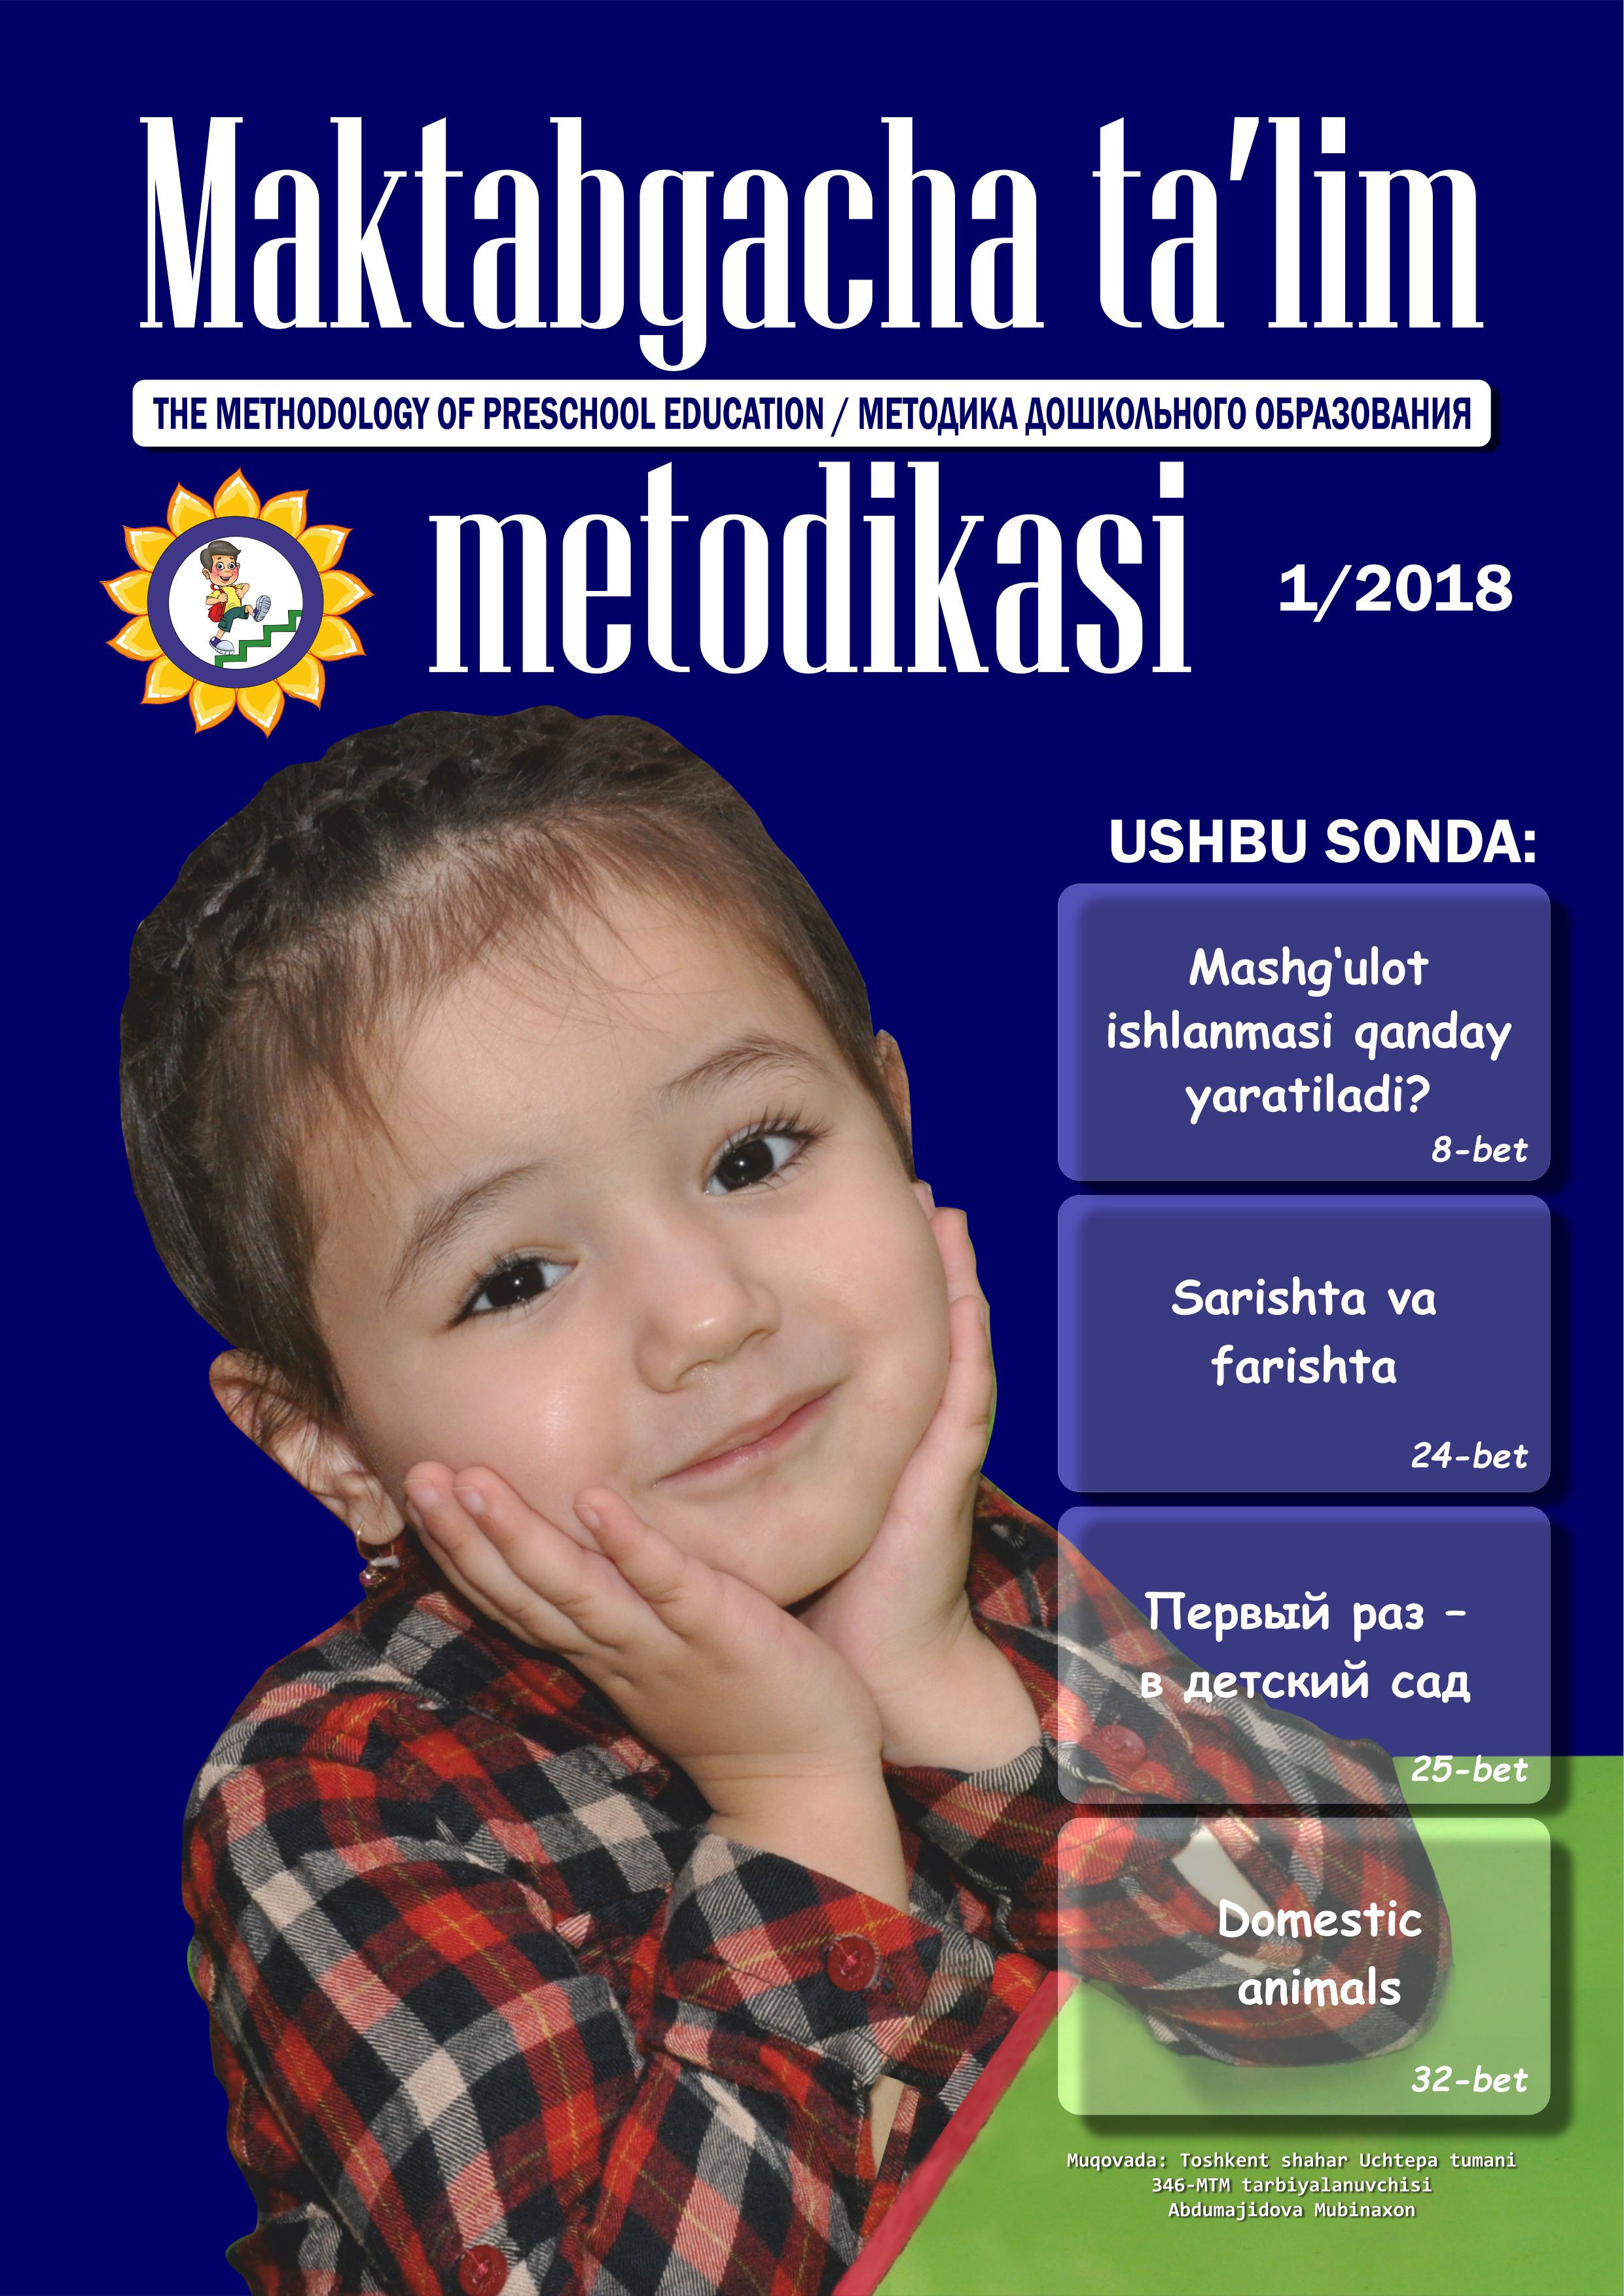 Maktabgacha ta'lim
THE METHODOLOGY OF PRESCHOOL EDUCATION / МЕТОДИКА ДОШКОЛЬНОГО ОБРАЗОВАНИЯ
metodikasi
1/2018
USHBU SONDA:
Mashg‘ulot
ishlanmasi qanday
yaratiladi?
8-bet
Sarishta va
farishta
24-bet
Первый раз –
в детский сад
25-bet
Domestic
animals
32-bet
Muqovada: Toshkent shahar Uchtepa tumani
346-MTM tarbiyalanuvchisi
Abdumajidova Mubinaxon